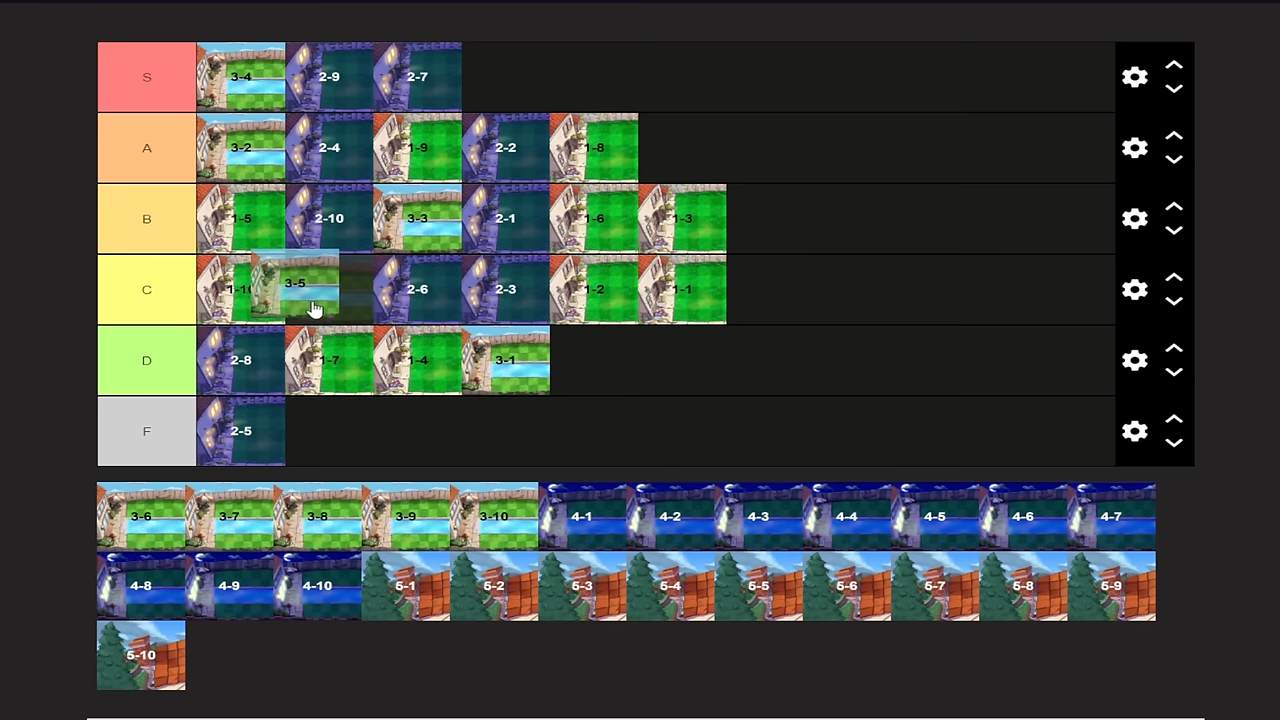 S 3-4 2-9 2-7
A 3-2 2-4 1-9 2-2 1-8
B 1-5 2-10 3-3 2-1 1-6 1-3
C 1-10 3-5 2-6 2-3 1-2 1-1
D 2-8 1-7 1-4 3-1
F 2-5
3-6 3-7 3-8 3-9 3-10 4-1 4-2 4-3 4-4 4-5 4-6 4-7
4-8 4-9 4-10 5-1 5-2 5-3 5-4 5-5 5-6 5-7 5-8 5-9
5-10